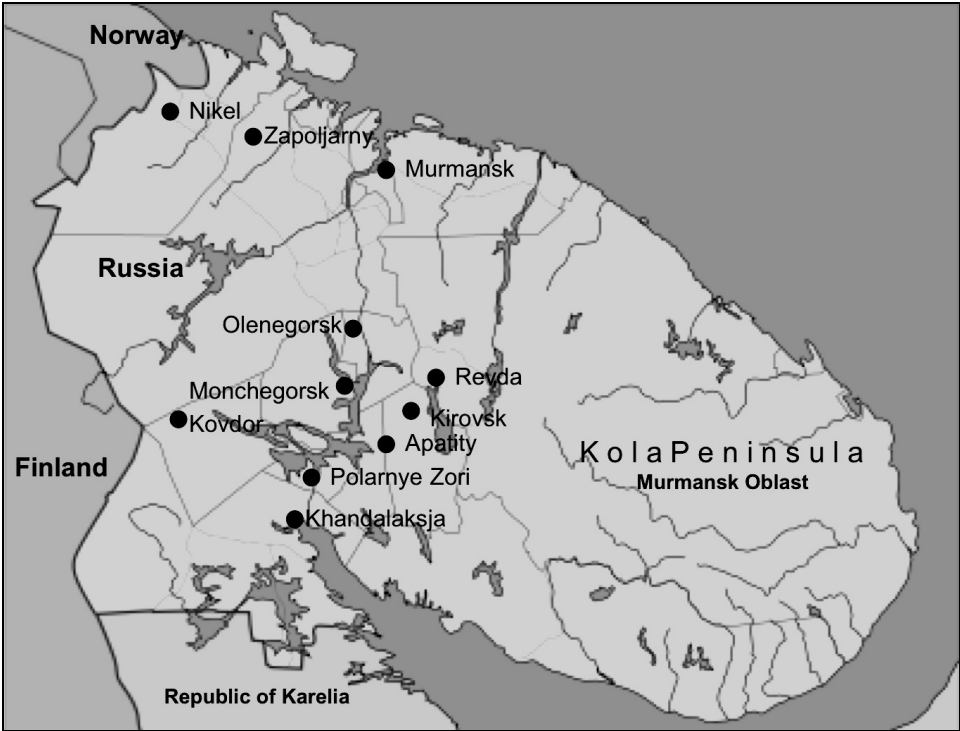 Norway
Nikel
Zapoljarny
Murmansk
Russia
Olenegorsk
Monchegorsk
Revda
Kovdor
Kirovsk
Apatity
KolaPeninsula
Finland
Polarnye Zori
Murmansk Oblast
Khandalaksja
Republic of Karelia